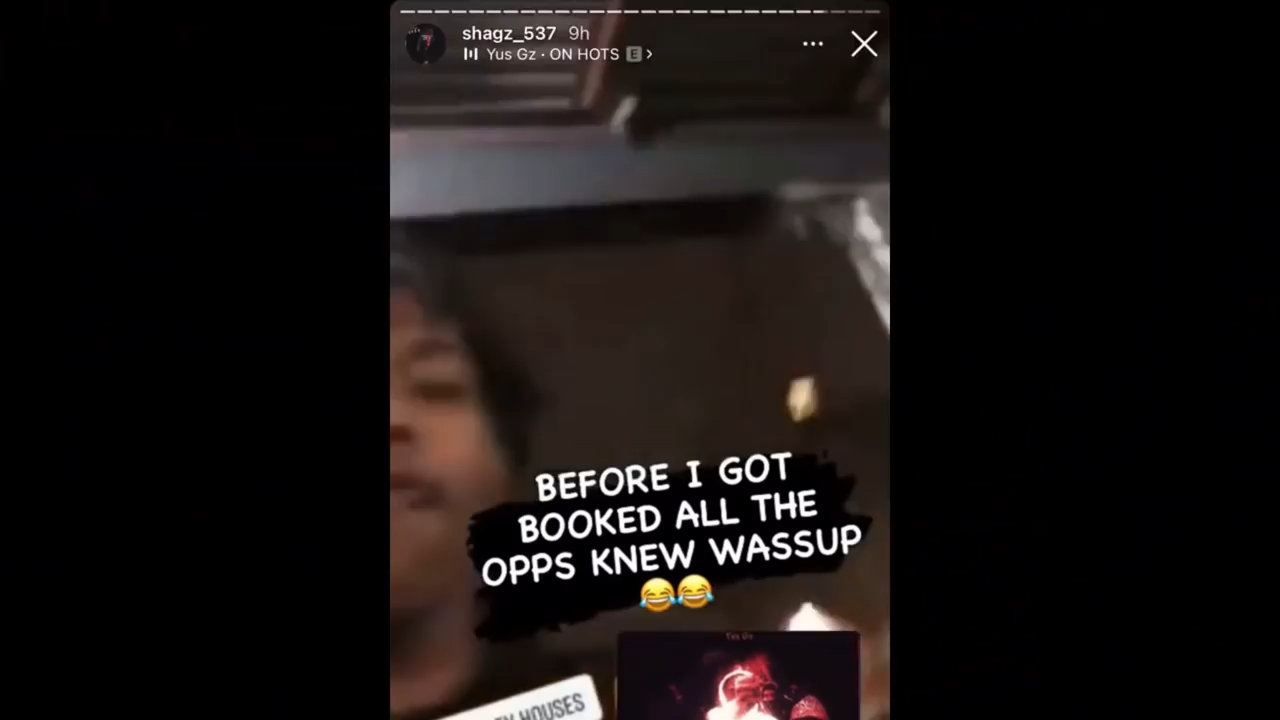 shagz_537 9h
Yus Gz · ON HOTS E >
BEFORE I GOT
BOOKED ALL THE
OPPS KNEW WASSUP
😂😂
Yus Gz
HOUSES